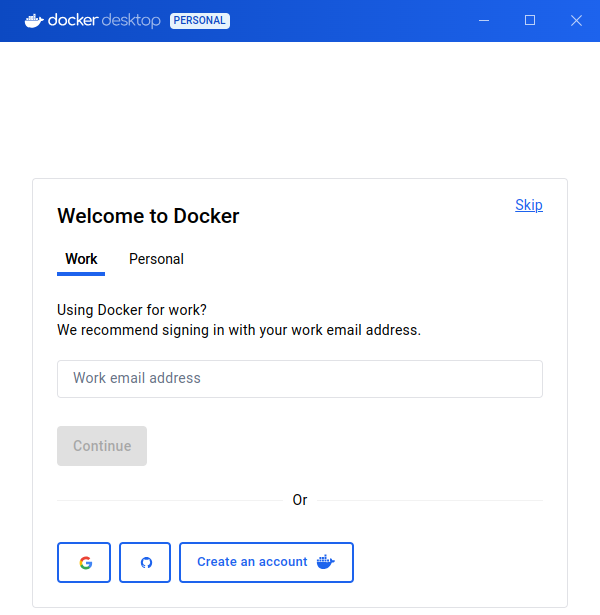 docker desktop PERSONAL
Welcome to Docker
Skip
Work Personal
Using Docker for work?
We recommend signing in with your work email address.
Work email address
Continue
Or
Create an account